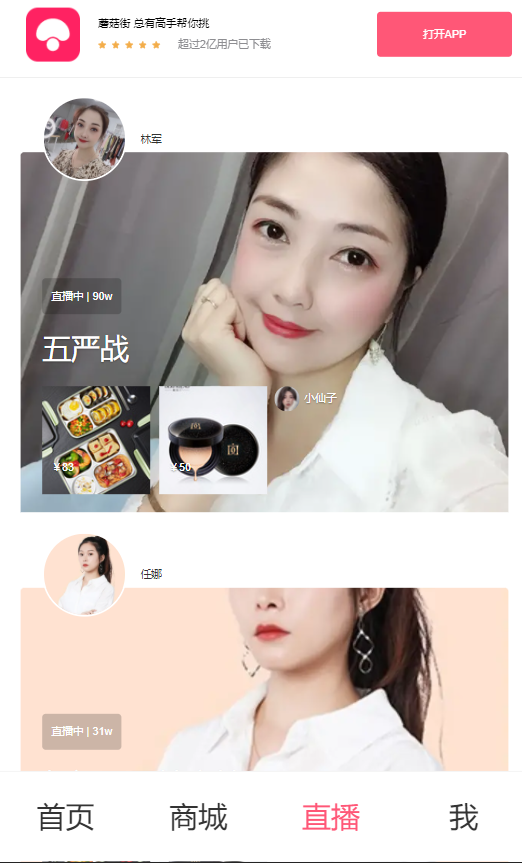 蘑菇街 总有高手帮你挑
超过2亿用户已下载
打开APP
林军
直播中 | 90w
五严战
小仙子
¥83
¥50
任娜
直播中 | 31w
首页
商城
直播
我